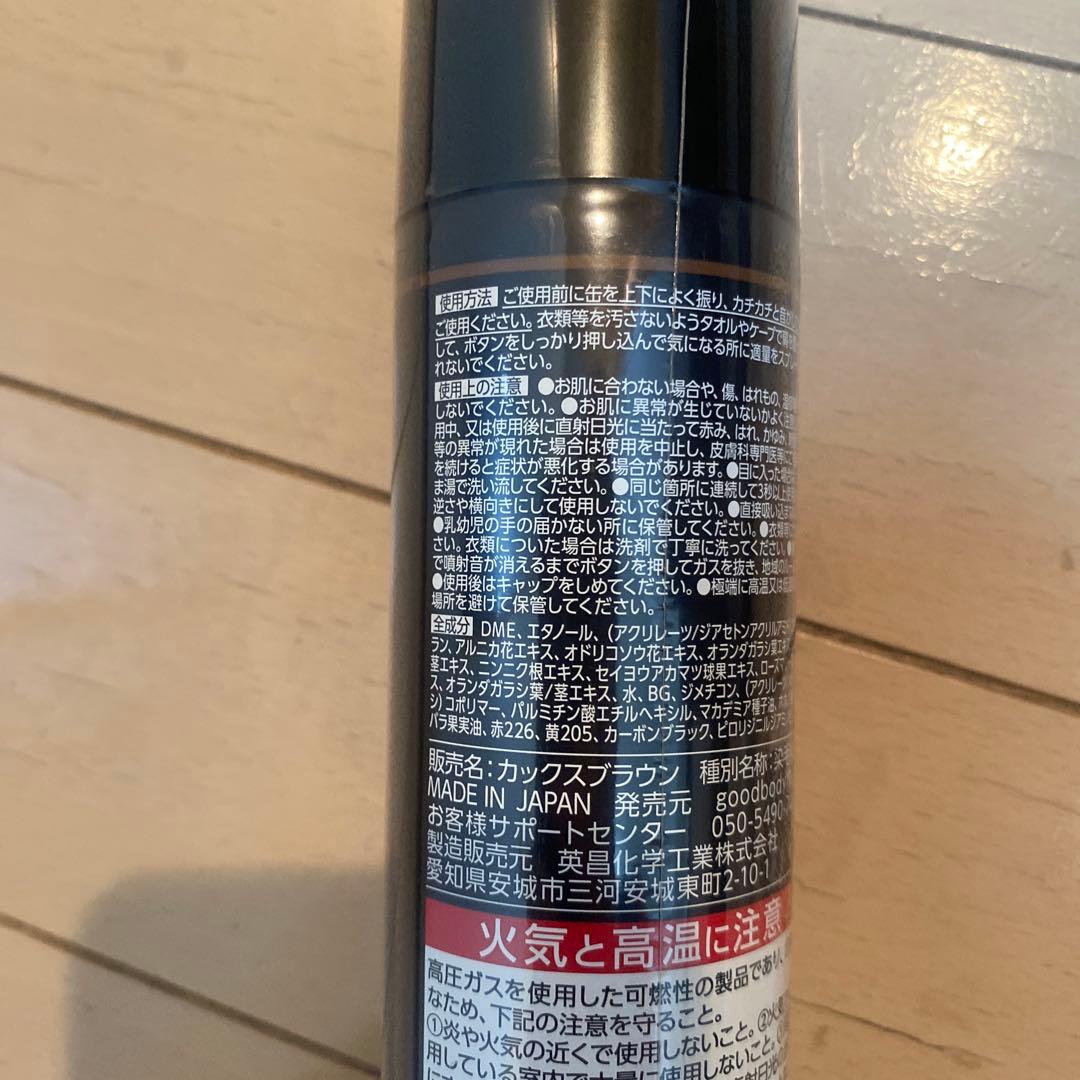 使用方法 ご使用前に缶を上下によく振り、カチカチと音が
ご使用ください。衣類等を汚さないようタオルやケープで
して、ボタンをしっかり押し込んで気になる所に適量をスプレー
れないでください。
使用上の注意 ●お肌に合わない場合や、傷、はれもの、湿
しないでください。●お肌に異常が生じていないかよく注
用中、又は使用後に直射日光に当たって赤み、はれ、かゆみ、
等の異常が現れた場合は使用を中止し、皮膚科専門医等に
を続けると症状が悪化する場合があります。●目に入った場合
ま湯で洗い流してください。●同じ箇所に連続して3秒以上
逆さや横向きにして使用しないでください。●直接吸い込
●乳幼児の手の届かない所に保管してください。●衣類等
さい。衣類についた場合は洗剤で丁寧に洗ってください。●
で噴射音が消えるまでボタンを押してガスを抜き、地域の
●使用後はキャップをしめてください。●極端に高温又は低温
場所を避けて保管してください。
全成分 DME、エタノール、(アクリレーツ/ジアセトンアクリルアミ
ラン、アルニカ花エキス、オドリコソウ花エキス、オランダガラシ葉エキ
茎エキス、ニンニク根エキス、セイヨウアカマツ球果エキス、ローズマ
ス、オランダガラシ葉/茎エキス、水、BG、ジメチコン、(アクリレー
シ)コポリマー、パルミチン酸エチルヘキシル、マカデミア種子油、ホホ
バラ果実油、赤226、黄205、カーボンブラック、ピロリジニルジアミ
販売名:カックスブラウン 種別名称:染毛
MADE IN JAPAN 発売元 goodbody
お客様サポートセンター 050-5490-
製造販売元 英昌化学工業株式会社
愛知県安城市三河安城東町2-10-1
火気と高温に注意
高圧ガスを使用した可燃性の製品であり、
なため、下記の注意を守ること。
①炎や火気の近くで使用しないこと。②火気
用している室内で大量に使用しないこと。
射日光